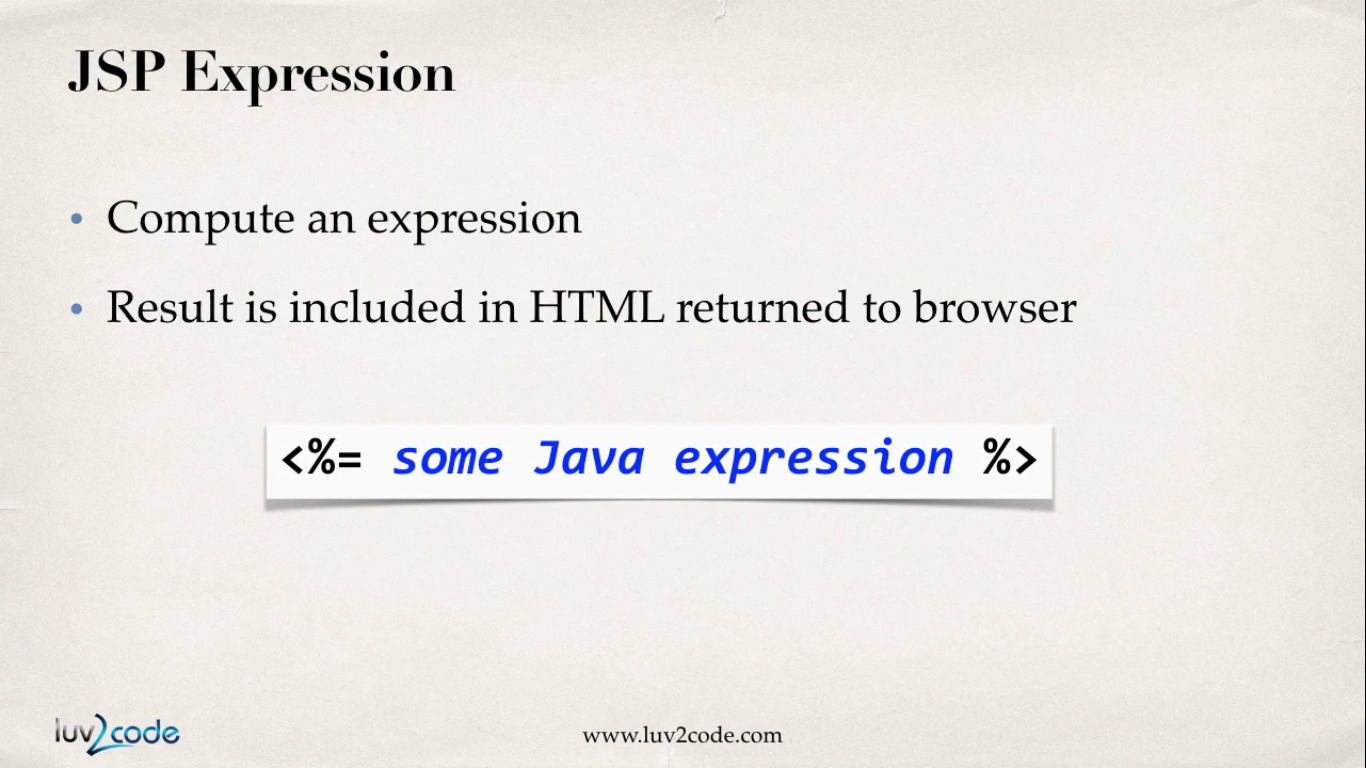 JSP Expression
• Compute an expression
• Result is included in HTML returned to browser
<%= some Java expression %>
luv2code
www.luv2code.com